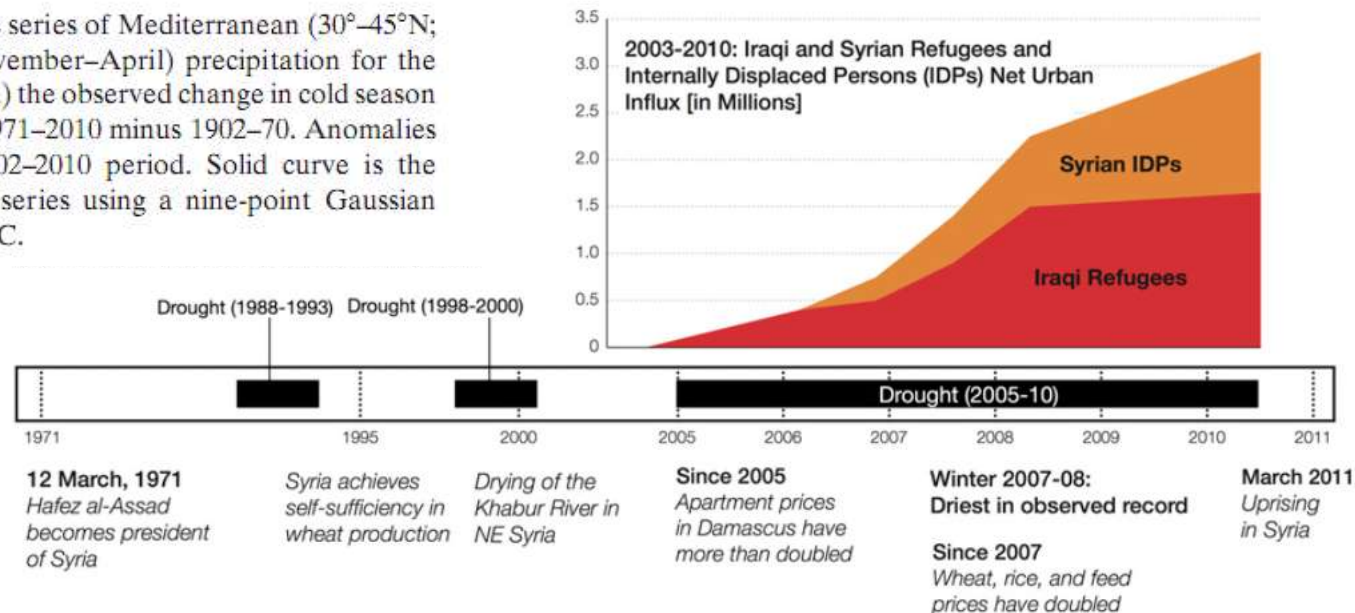 series of Mediterranean (30°–45°N;
vember–April) precipitation for the
) the observed change in cold season
971–2010 minus 1902–70. Anomalies
02–2010 period. Solid curve is the
series using a nine-point Gaussian
C.
3.5
3.0
2.5
2.0
1.5
1.0
0.5
0
2003-2010: Iraqi and Syrian Refugees and
Internally Displaced Persons (IDPs) Net Urban
Influx [in Millions]
Syrian IDPs
Iraqi Refugees
Drought (1988-1993) Drought (1998-2000)
Drought (2005-10)
1971 1995 2000 2005 2006 2007 2008 2009 2010 2011
12 March, 1971
Hafez al-Assad
becomes president
of Syria
Syria achieves
self-sufficiency in
wheat production
Drying of the
Khabur River in
NE Syria
Since 2005
Apartment prices
in Damascus have
more than doubled
Winter 2007-08:
Driest in observed record
Since 2007
Wheat, rice, and feed
prices have doubled
March 2011
Uprising
in Syria